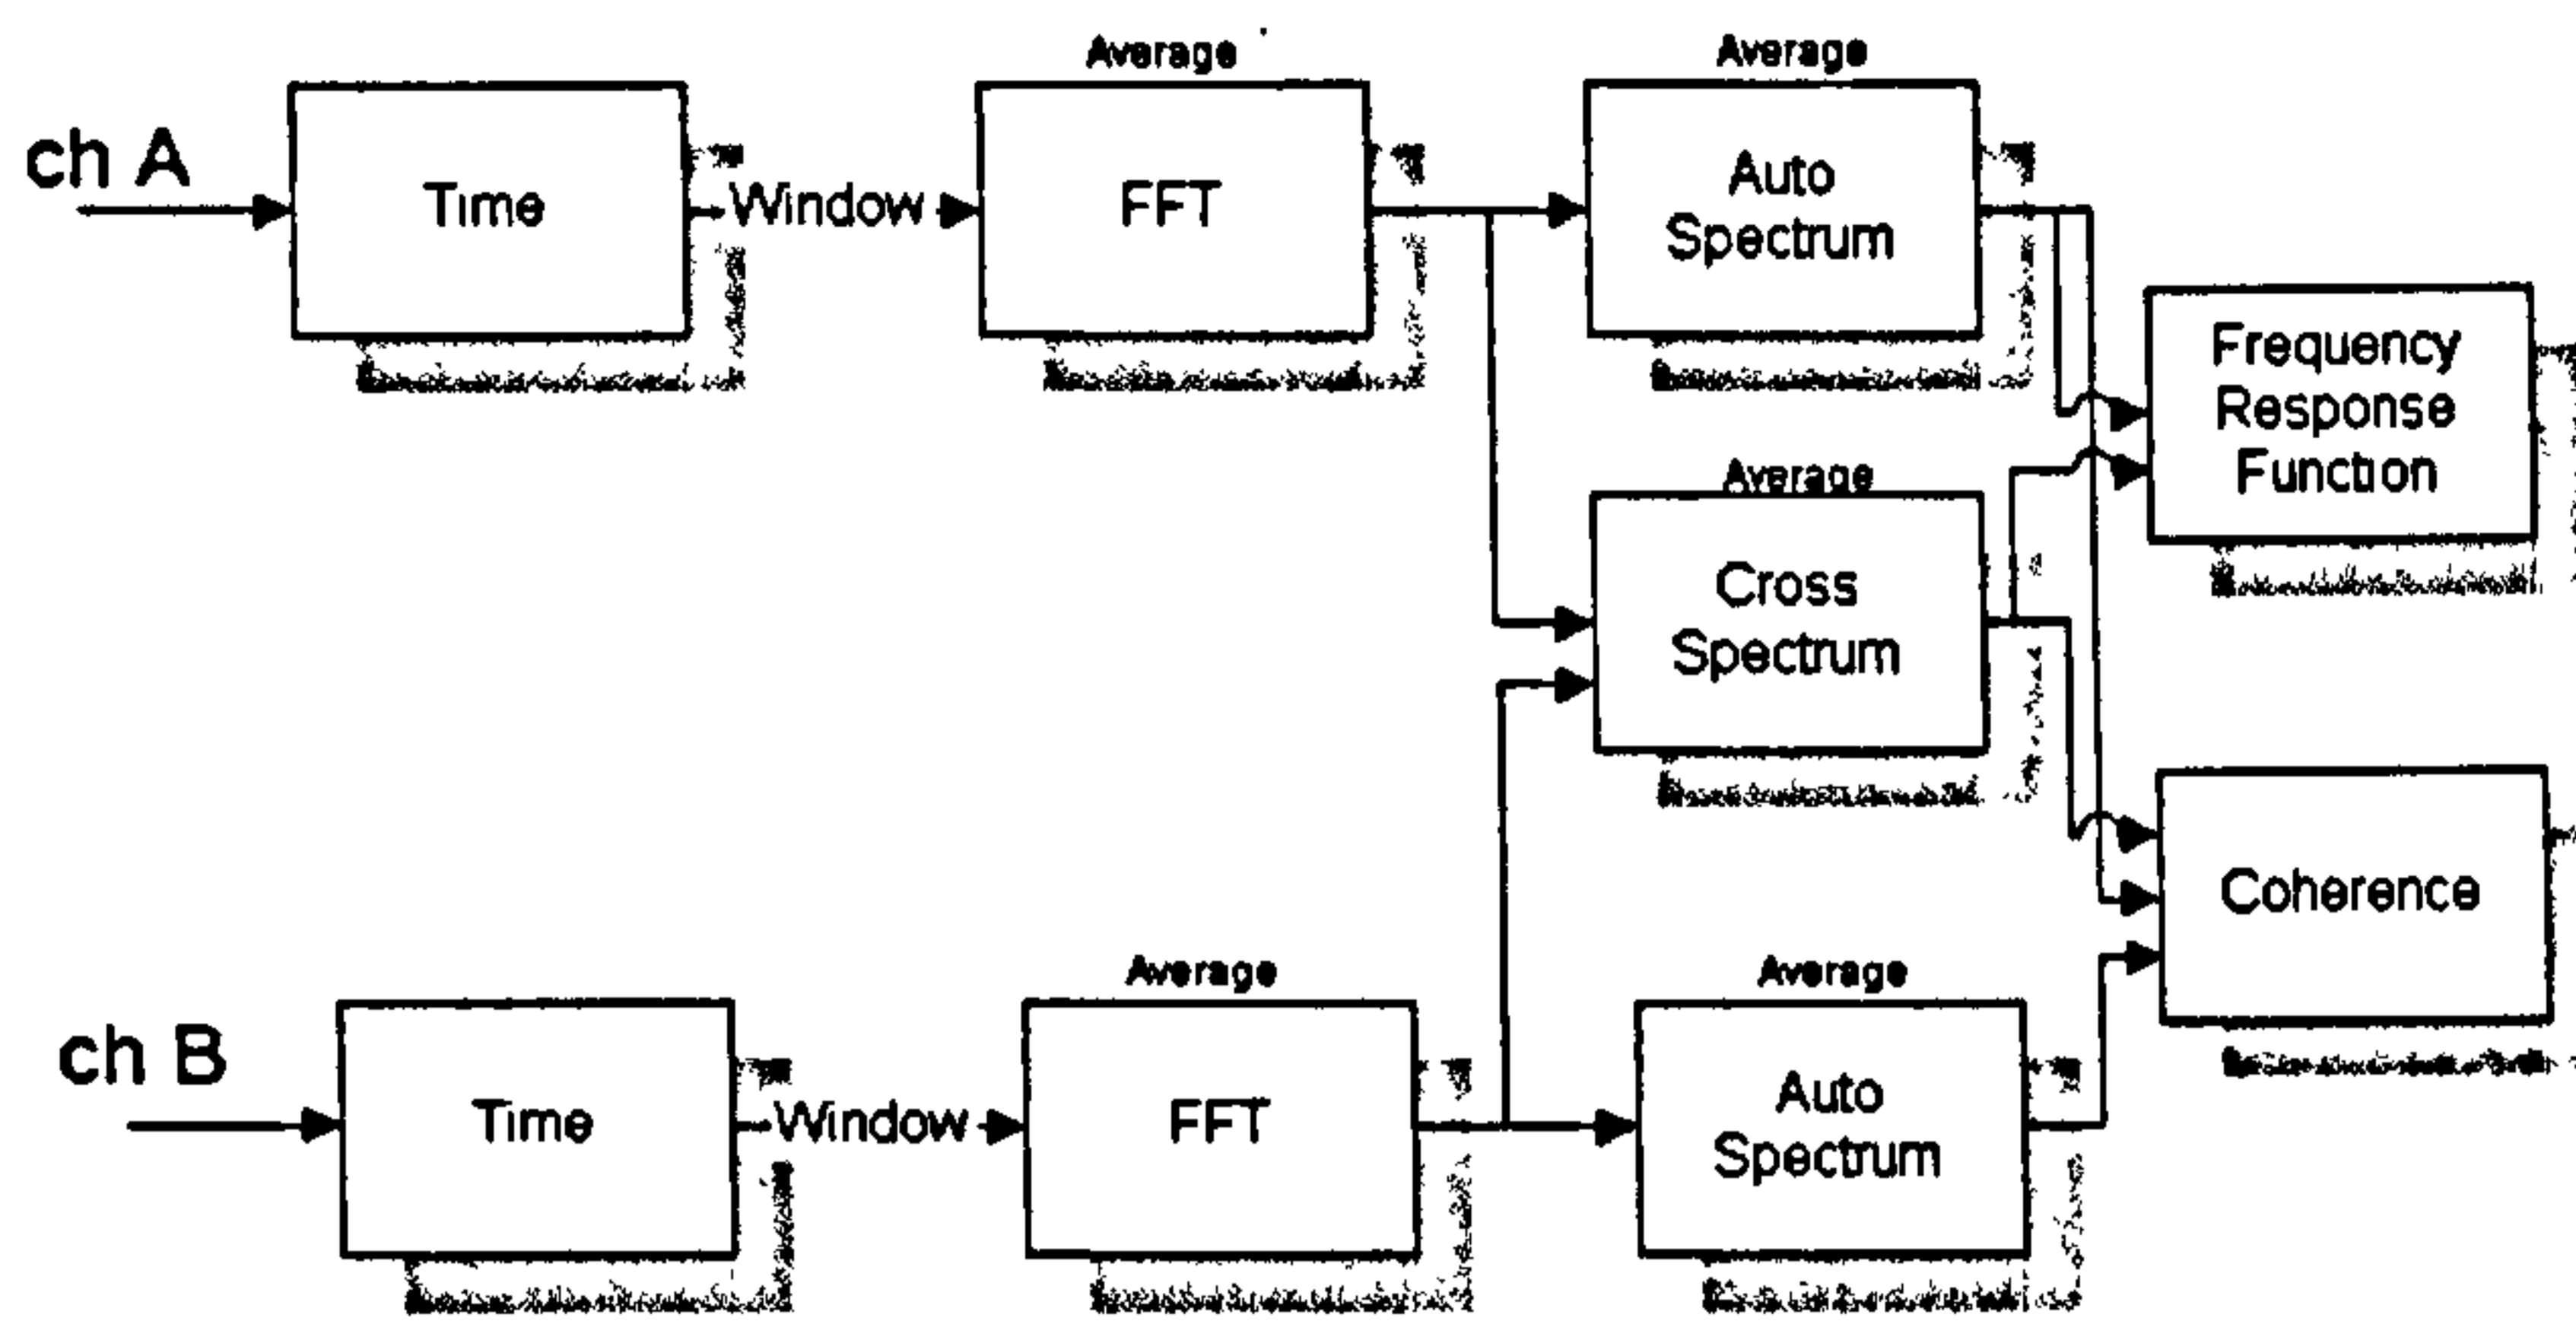 Average
Average
ch A
Time
Window
FFT
Auto
Spectrum
Frequency
Response
Function
Average
Cross
Spectrum
Coherence
Average
Average
ch B
Time
Window
FFT
Auto
Spectrum